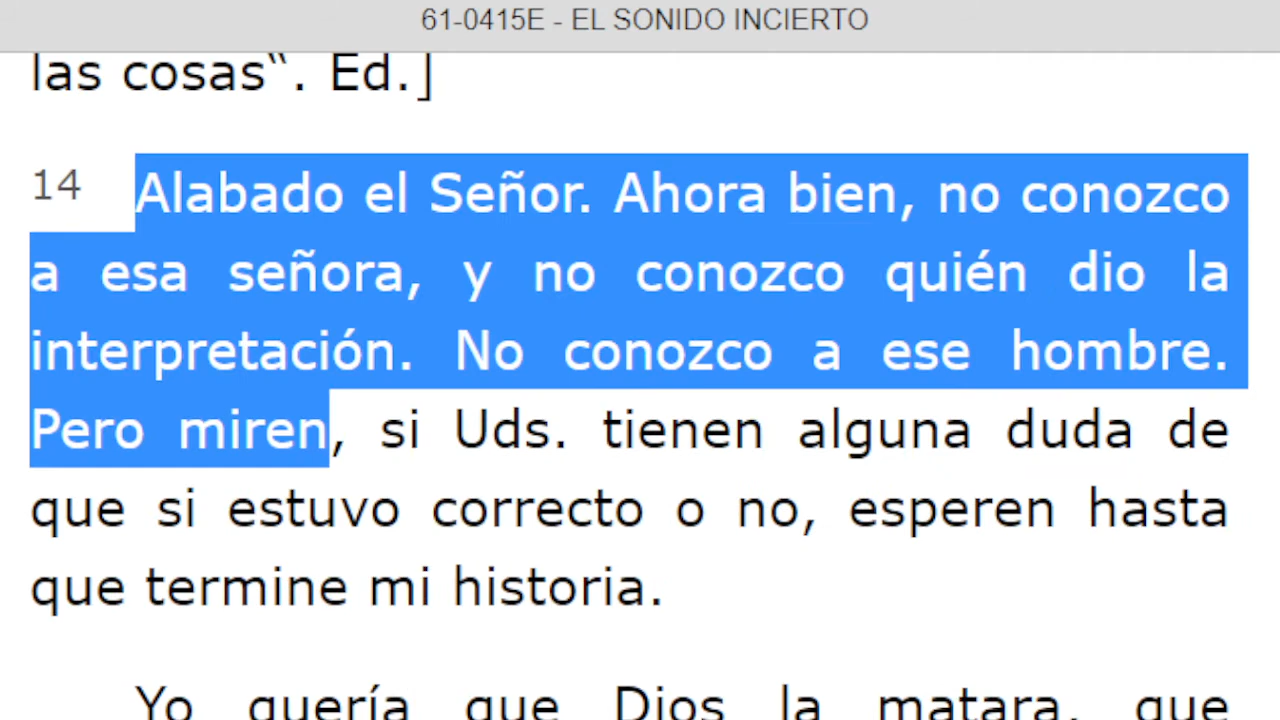 61-0415E - EL SONIDO INCIERTO
las cosas‟. Ed.]
14 Alabado el Señor. Ahora bien, no conozco
a esa señora, y no conozco quién dio la
interpretación. No conozco a ese hombre.
Pero miren, si Uds. tienen alguna duda de
que si estuvo correcto o no, esperen hasta
que termine mi historia.
Yo quería que Dios la matara, que